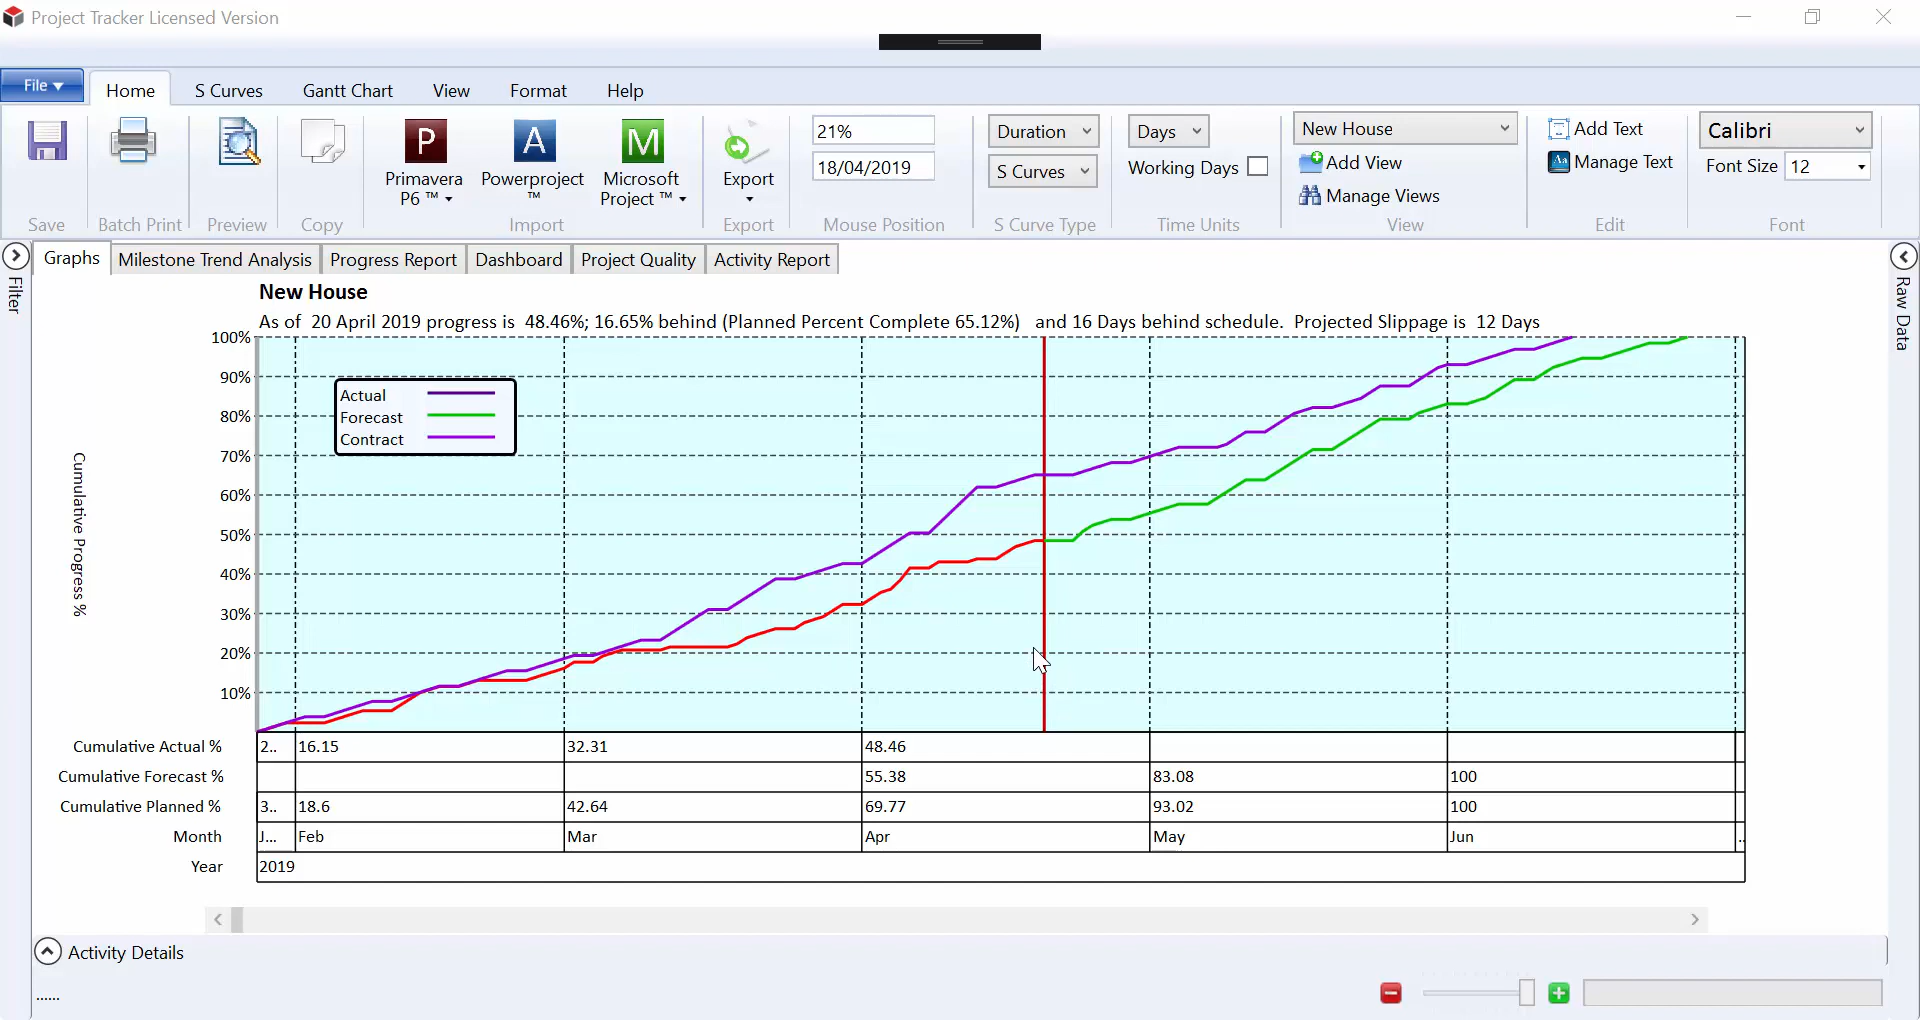 Project Tracker Licensed Version
File Home S Curves Gantt Chart View Format Help
21% Duration Days New House Add Text Calibri
18/04/2019 S Curves Working Days Add View Manage Text Font Size 12
Primavera P6 ™ Powerproject ™ Microsoft Project ™ Export Manage Views
Save Batch Print Preview Copy Import Export Mouse Position S Curve Type Time Units View Edit Font
Graphs Milestone Trend Analysis Progress Report Dashboard Project Quality Activity Report
Filter
Raw Data
New House
As of 20 April 2019 progress is 48.46%; 16.65% behind (Planned Percent Complete 65.12%) and 16 Days behind schedule. Projected Slippage is 12 Days
100%
90%
80%
70%
60%
50%
40%
30%
20%
10%
Cumulative Progress %
Actual
Forecast
Contract
Cumulative Actual % 2.. 16.15 32.31 48.46
Cumulative Forecast % 55.38 83.08 100
Cumulative Planned % 3.. 18.6 42.64 69.77 93.02 100
Month J... Feb Mar Apr May Jun ..
Year 2019
Activity Details
......